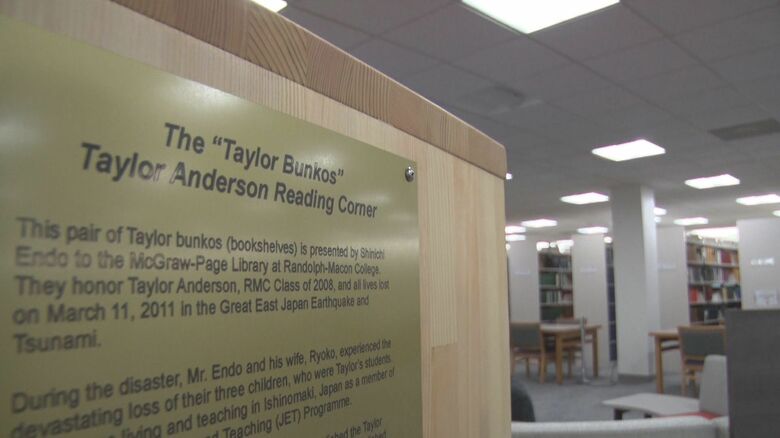 The “Taylor Bunkos”
Taylor Anderson Reading Corner
This pair of Taylor bunkos (bookshelves) is presented by Shinichi
Endo to the McGraw-Page Library at Randolph-Macon College.
They honor Taylor Anderson, RMC Class of 2008, and all lives lost
on March 11, 2011 in the Great East Japan Earthquake and
Tsunami.
During the disaster, Mr. Endo and his wife, Ryoko, experienced the
devastating loss of their three children, who were Taylor's students
living and teaching in Ishinomaki, Japan as a member of
and Teaching (JET) Programme.
the Taylor